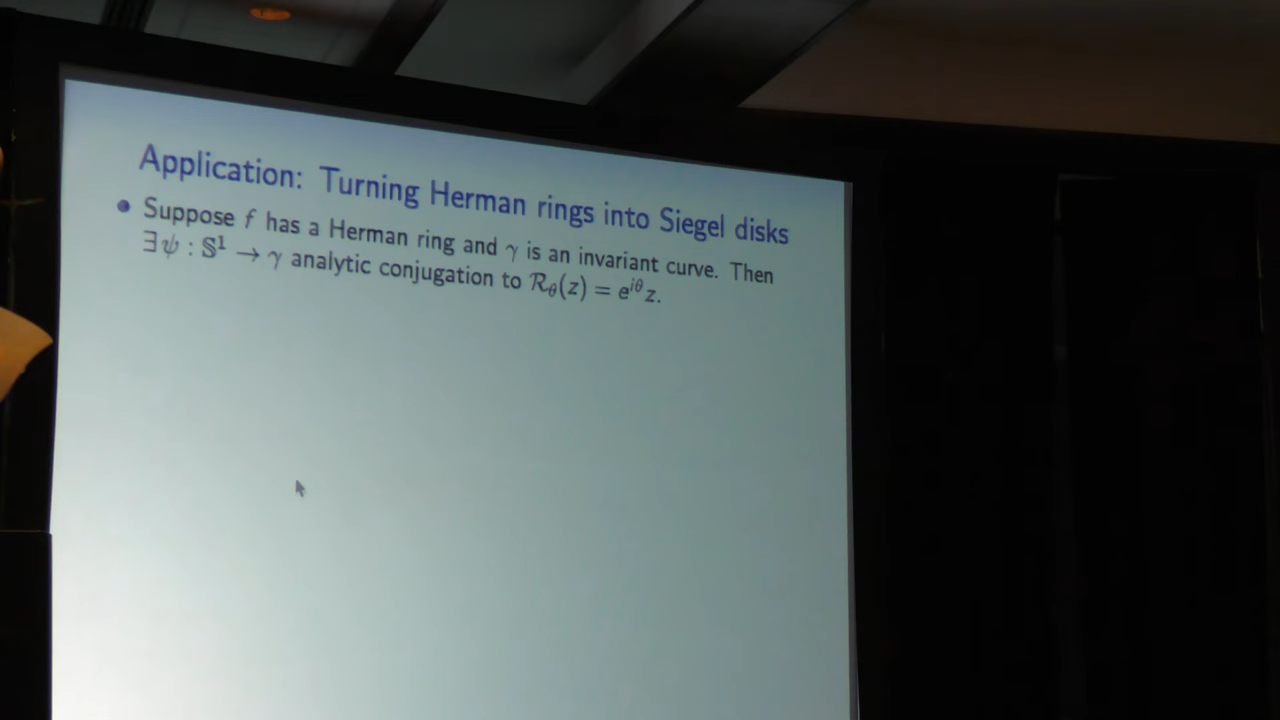 Application: Turning Herman rings into Siegel disks
• Suppose f has a Herman ring and γ is an invariant curve. Then
∃ψ : 𝕊¹ → γ analytic conjugation to ℛ_θ(z) = e^{iθ}z.